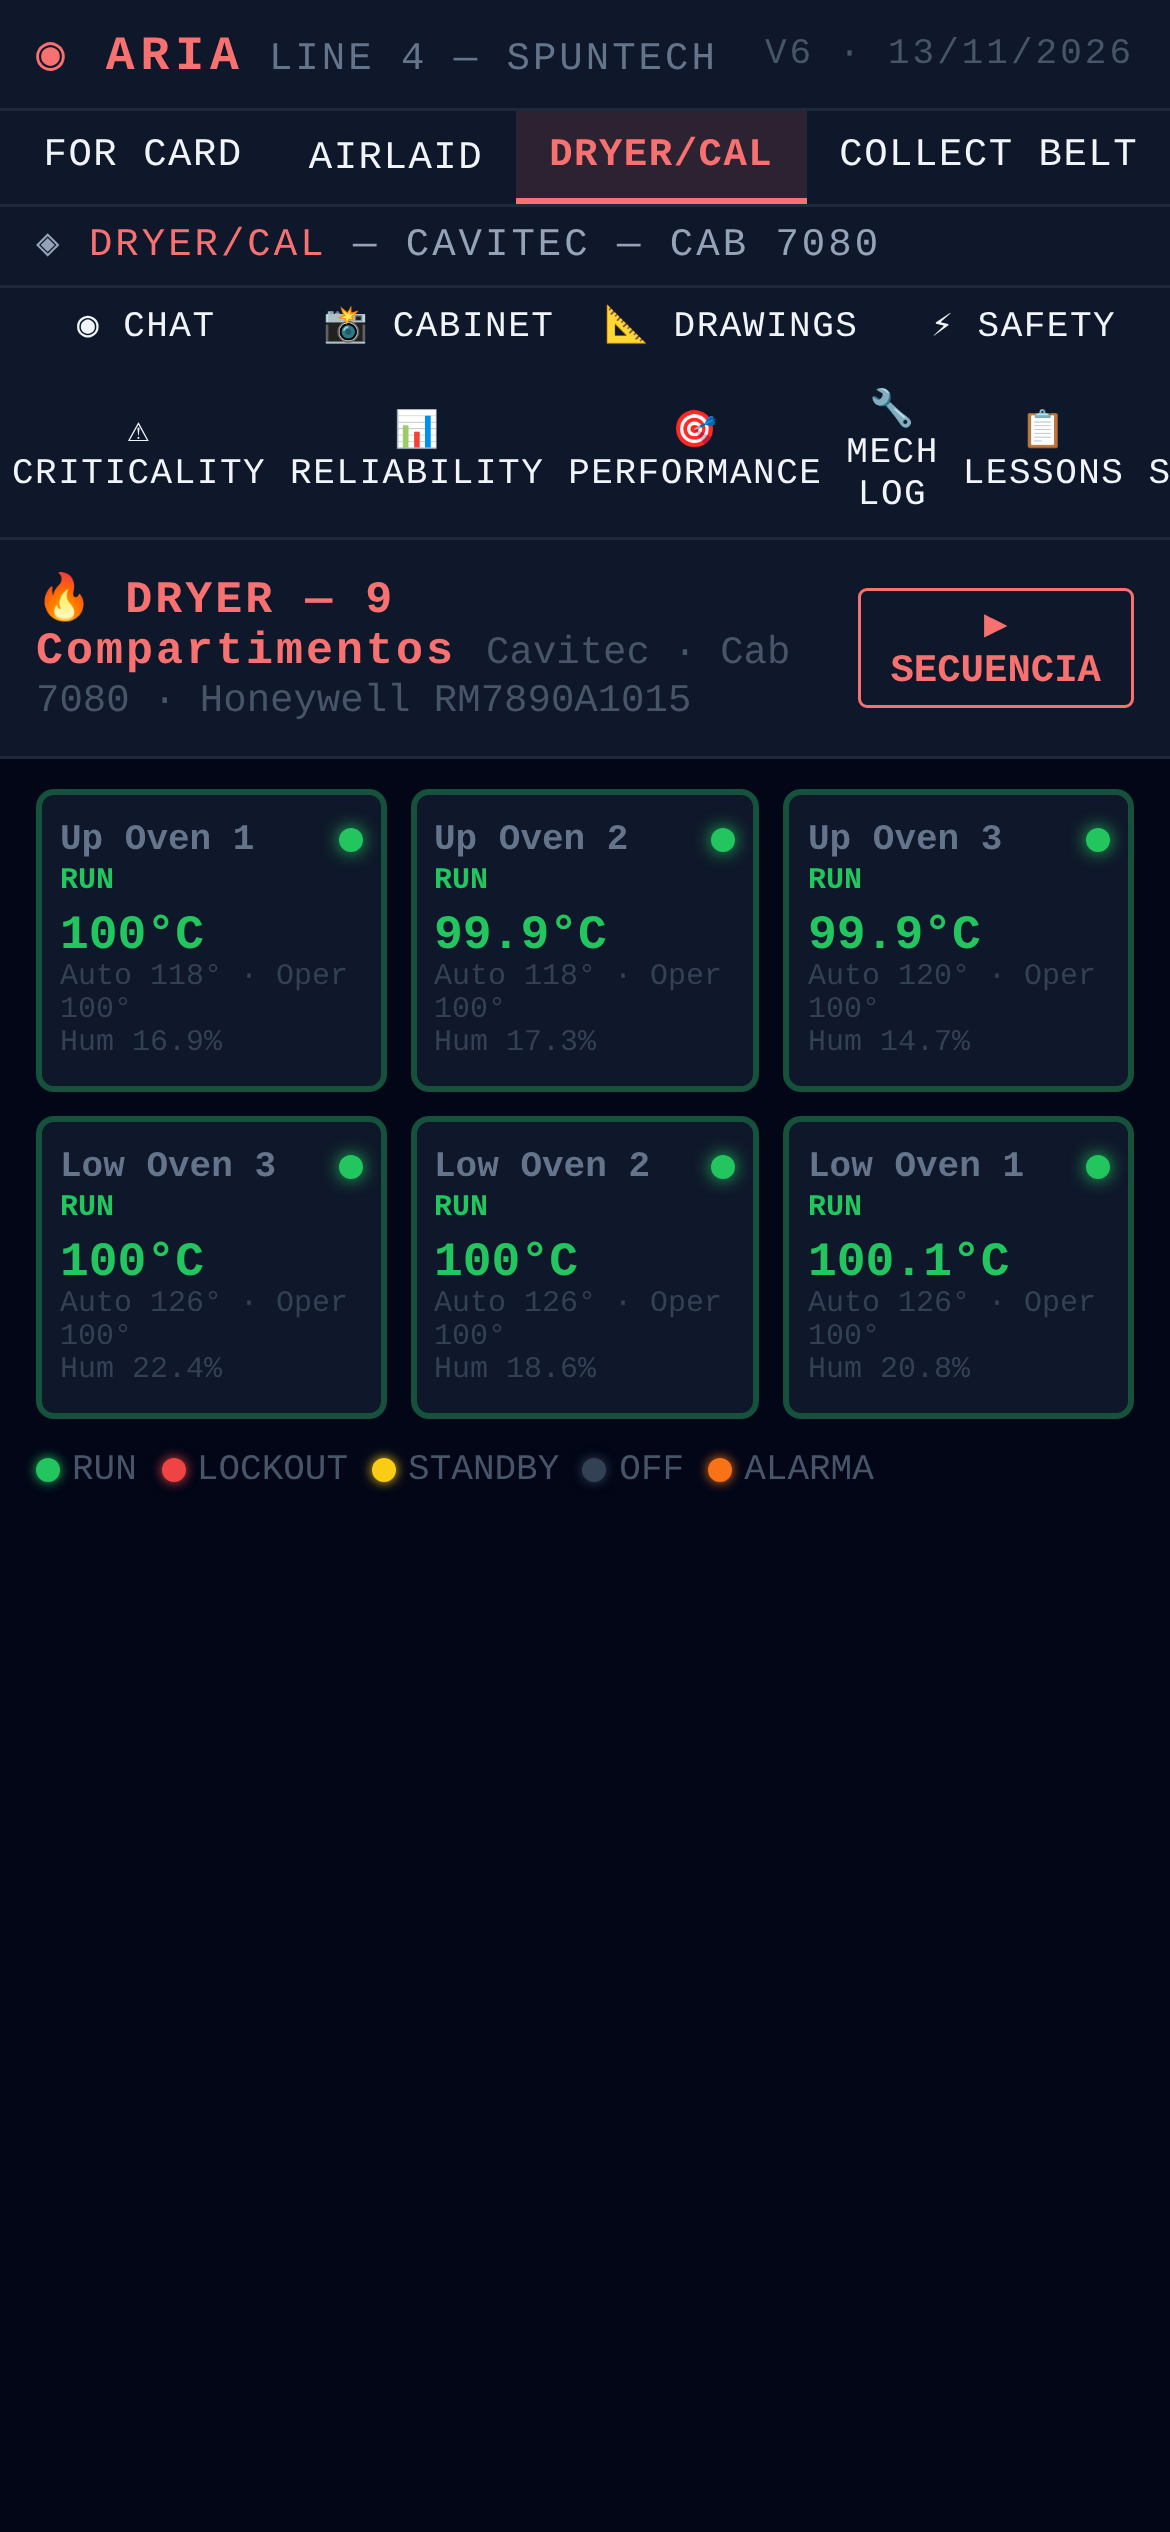 ◉ ARIA LINE 4 — SPUNTECH V6 · 13/11/2026
FOR CARD AIRLAID DRYER/CAL COLLECT BELT
◈ DRYER/CAL — CAVITEC — CAB 7080
◉ CHAT 📸 CABINET 📐 DRAWINGS ⚡ SAFETY
⚠ CRITICALITY
📊 RELIABILITY
🎯 PERFORMANCE
🔧 MECH
LOG
📋 LESSONS
S
🔥 DRYER — 9
Compartimentos Cavitec · Cab
7080 · Honeywell RM7890A1015
▶
SECUENCIA
Up Oven 1
RUN
100°C
Auto 118° · Oper
100°
Hum 16.9%
Up Oven 2
RUN
99.9°C
Auto 118° · Oper
100°
Hum 17.3%
Up Oven 3
RUN
99.9°C
Auto 120° · Oper
100°
Hum 14.7%
Low Oven 3
RUN
100°C
Auto 126° · Oper
100°
Hum 22.4%
Low Oven 2
RUN
100°C
Auto 126° · Oper
100°
Hum 18.6%
Low Oven 1
RUN
100.1°C
Auto 126° · Oper
100°
Hum 20.8%
RUN LOCKOUT STANDBY OFF ALARMA